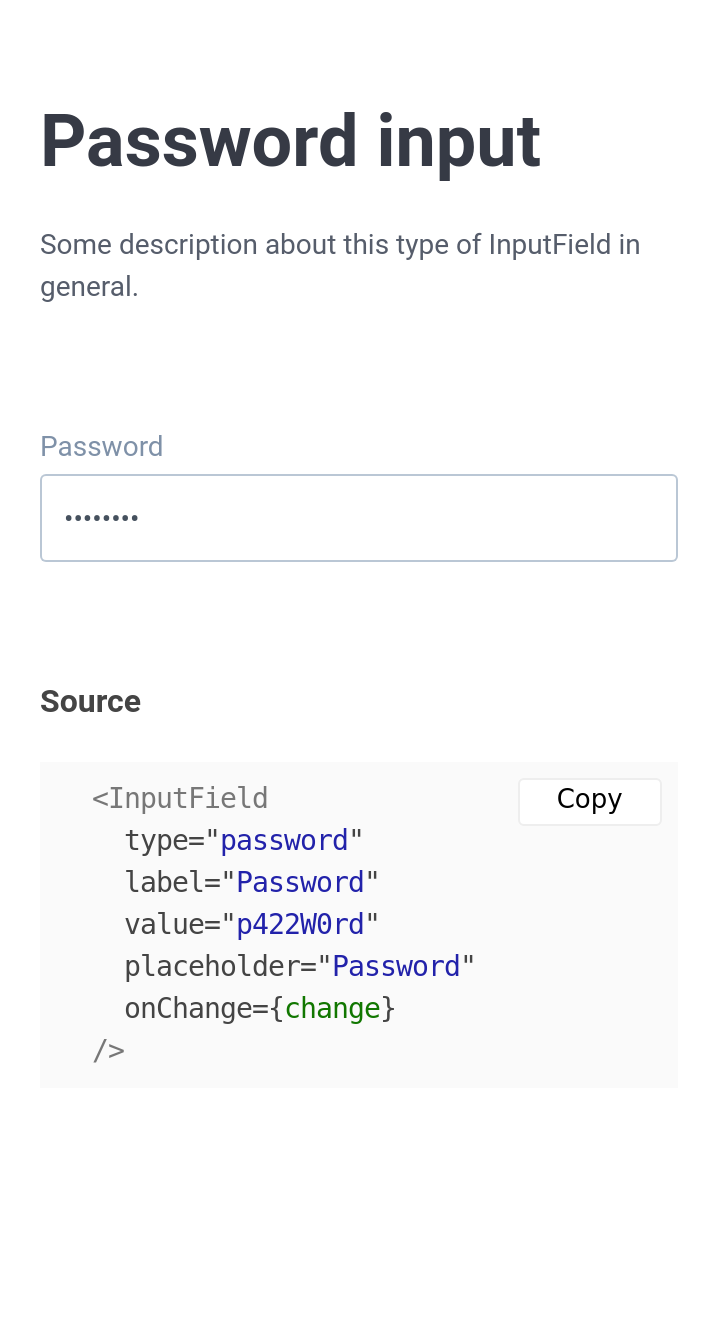 Password input
Some description about this type of InputField in
general.
Password
••••••••
Source
<InputField
Copy
type="password"
label="Password"
value="p422W0rd"
placeholder="Password"
onChange={change}
/>